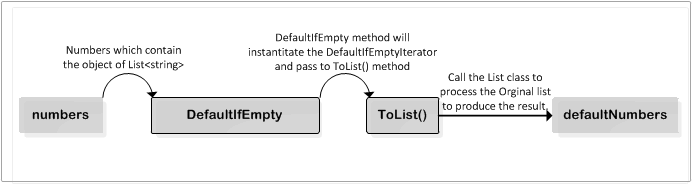 Numbers which contain
the object of List<string>
DefaultIfEmpty method will
instantitate the DefaultIfEmptyIterator
and pass to ToList() method
Call the List class to
process the Orginal list
to produce the result.
numbers
DefaultIfEmpty
ToList()
defaultNumbers